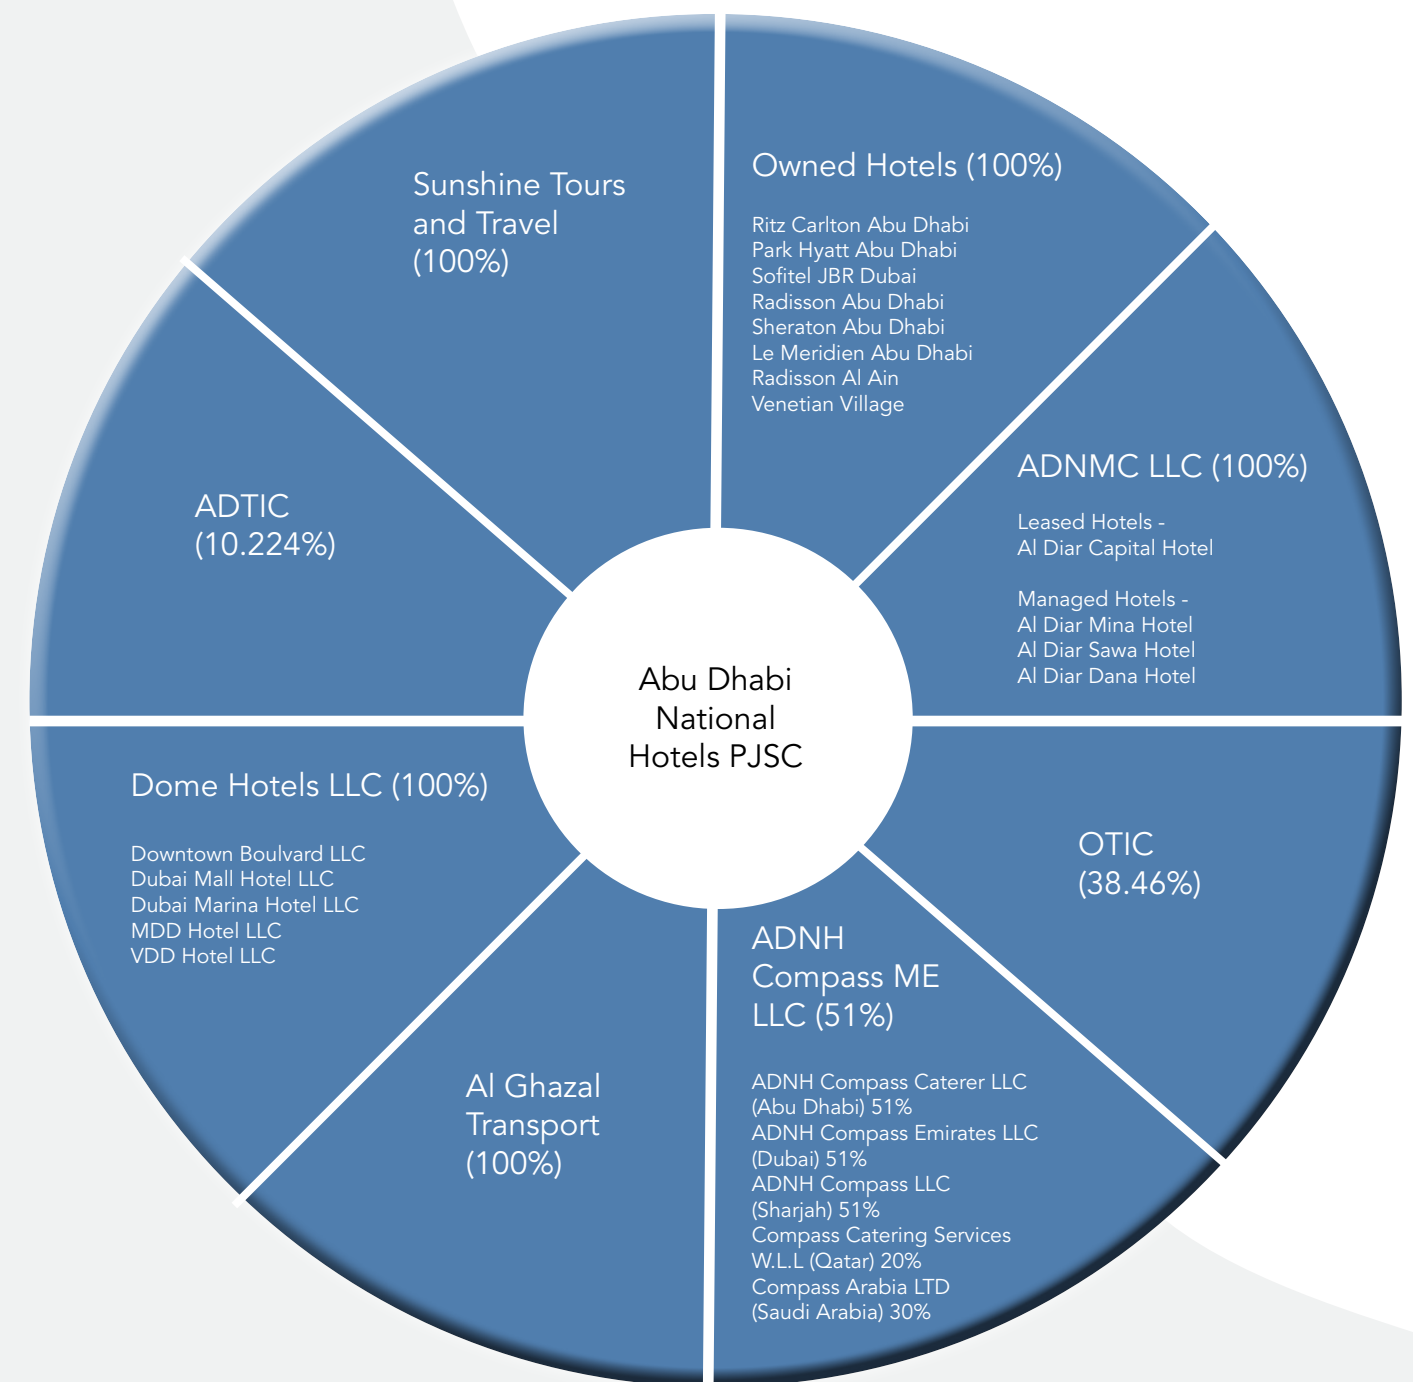 Sunshine Tours
and Travel
(100%)
Owned Hotels (100%)
Ritz Carlton Abu Dhabi
Park Hyatt Abu Dhabi
Sofitel JBR Dubai
Radisson Abu Dhabi
Sheraton Abu Dhabi
Le Meridien Abu Dhabi
Radisson Al Ain
Venetian Village
ADNMC LLC (100%)
Leased Hotels -
Al Diar Capital Hotel
Managed Hotels -
Al Diar Mina Hotel
Al Diar Sawa Hotel
Al Diar Dana Hotel
ADTIC
(10.224%)
Abu Dhabi
National
Hotels PJSC
Dome Hotels LLC (100%)
Downtown Boulvard LLC
Dubai Mall Hotel LLC
Dubai Marina Hotel LLC
MDD Hotel LLC
VDD Hotel LLC
OTIC
(38.46%)
ADNH
Compass ME
LLC (51%)
ADNH Compass Caterer LLC
(Abu Dhabi) 51%
ADNH Compass Emirates LLC
(Dubai) 51%
ADNH Compass LLC
(Sharjah) 51%
Compass Catering Services
W.L.L (Qatar) 20%
Compass Arabia LTD
(Saudi Arabia) 30%
Al Ghazal
Transport
(100%)